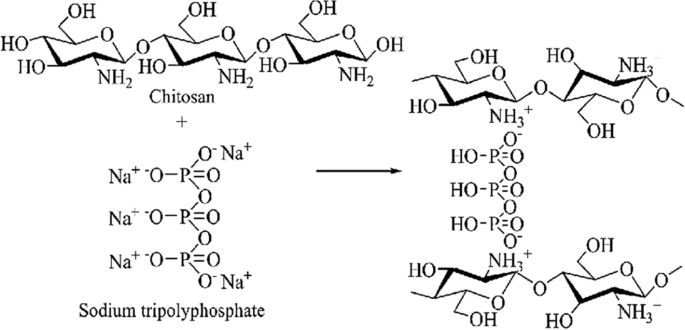 OH OH OH
HO O O O O O OH
HO NH₂ HO NH₂ HO NH₂
Chitosan
+
O⁻Na⁺
Na⁺⁻O–P=O
O
Na⁺⁻O–P=O
O
Na⁺⁻O–P=O
O⁻Na⁺
Sodium tripolyphosphate
OH HO
O NH₃
HO NH₃⁺ O O O
OH
O⁻
HO–P=O
O
HO–P=O
O
HO–P=O
O⁻
HO NH₃⁺ OH
O O O O
OH HO NH₃⁻